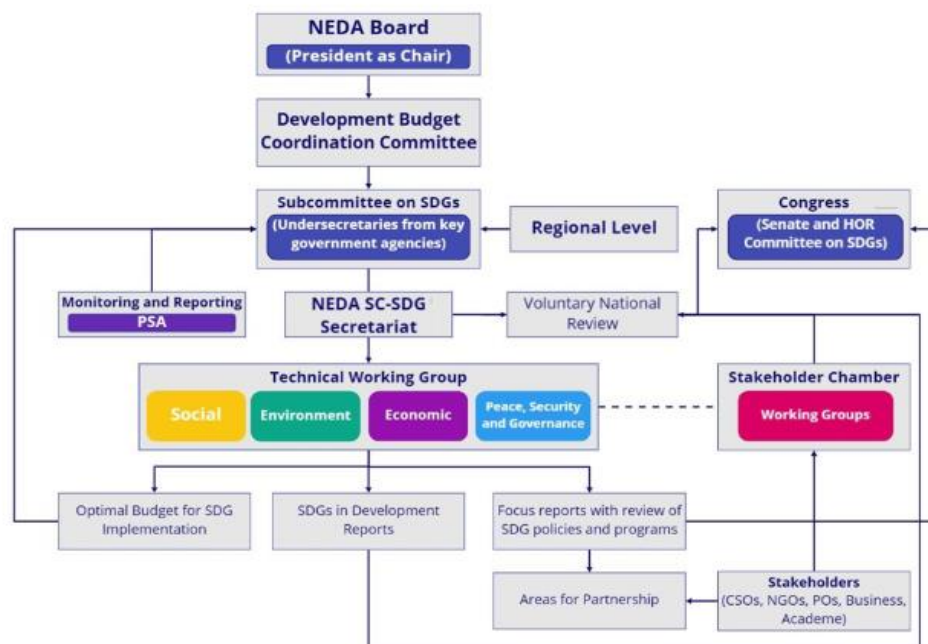 NEDA Board
(President as Chair)
Development Budget
Coordination Committee
Subcommittee on SDGs
(Undersecretaries from key
government agencies)
Regional Level
Congress
(Senate and HOR
Committee on SDGs)
Monitoring and Reporting
PSA
NEDA SC-SDG
Secretariat
Voluntary National
Review
Technical Working Group
Social
Environment
Economic
Peace, Security
and Governance
Stakeholder Chamber
Working Groups
Optimal Budget for SDG
Implementation
SDGs in Development
Reports
Focus reports with review of
SDG policies and programs
Areas for Partnership
Stakeholders
(CSOs, NGOs, POs, Business,
Academe)